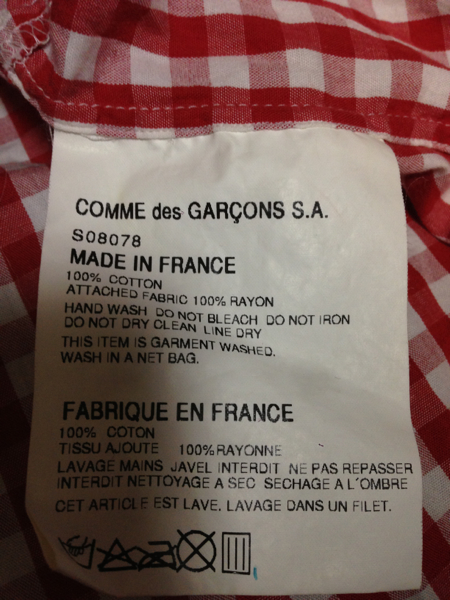 COMME des GARÇONS S.A.
S08078
MADE IN FRANCE
100% COTTON
ATTACHED FABRIC 100% RAYON
HAND WASH DO NOT BLEACH DO NOT IRON
DO NOT DRY CLEAN LINE DRY
THIS ITEM IS GARMENT WASHED.
WASH IN A NET BAG.
FABRIQUE EN FRANCE
100% COTON
TISSU AJOUTE 100%RAYONNE
LAVAGE MAINS JAVEL INTERDIT NE PAS REPASSER
INTERDIT NETTOYAGE A SEC SECHAGE A L'OMBRE
CET ARTICLE EST LAVE. LAVAGE DANS UN FILET.